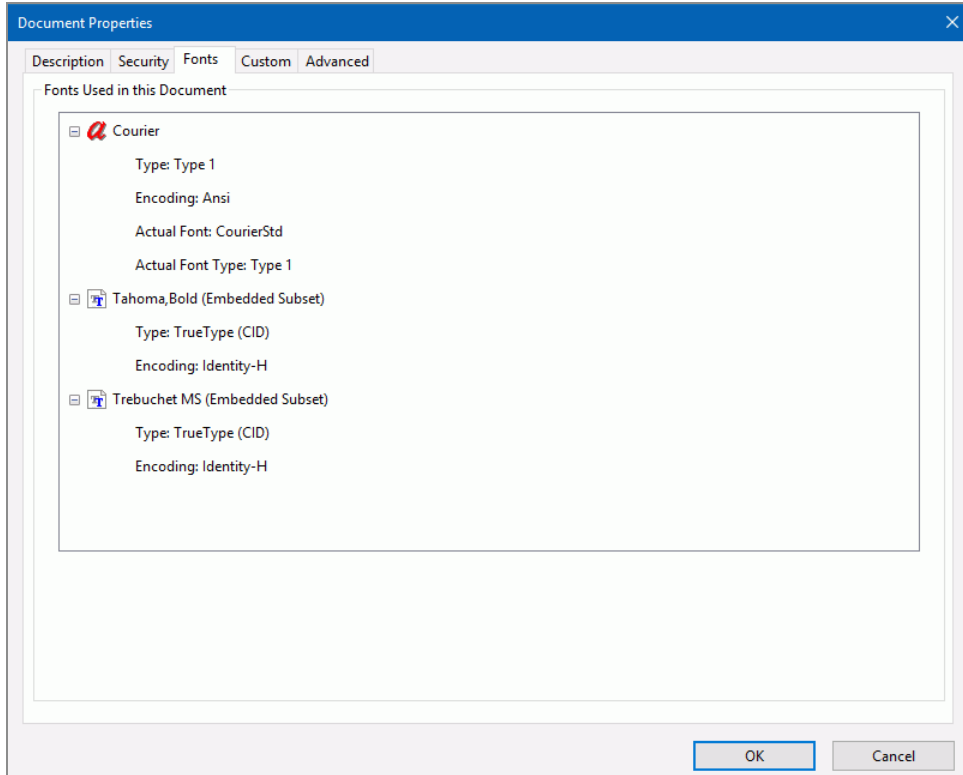 Document Properties
Description Security Fonts Custom Advanced
Fonts Used in this Document
Courier
Type: Type 1
Encoding: Ansi
Actual Font: CourierStd
Actual Font Type: Type 1
Tahoma,Bold (Embedded Subset)
Type: TrueType (CID)
Encoding: Identity-H
Trebuchet MS (Embedded Subset)
Type: TrueType (CID)
Encoding: Identity-H
OK Cancel